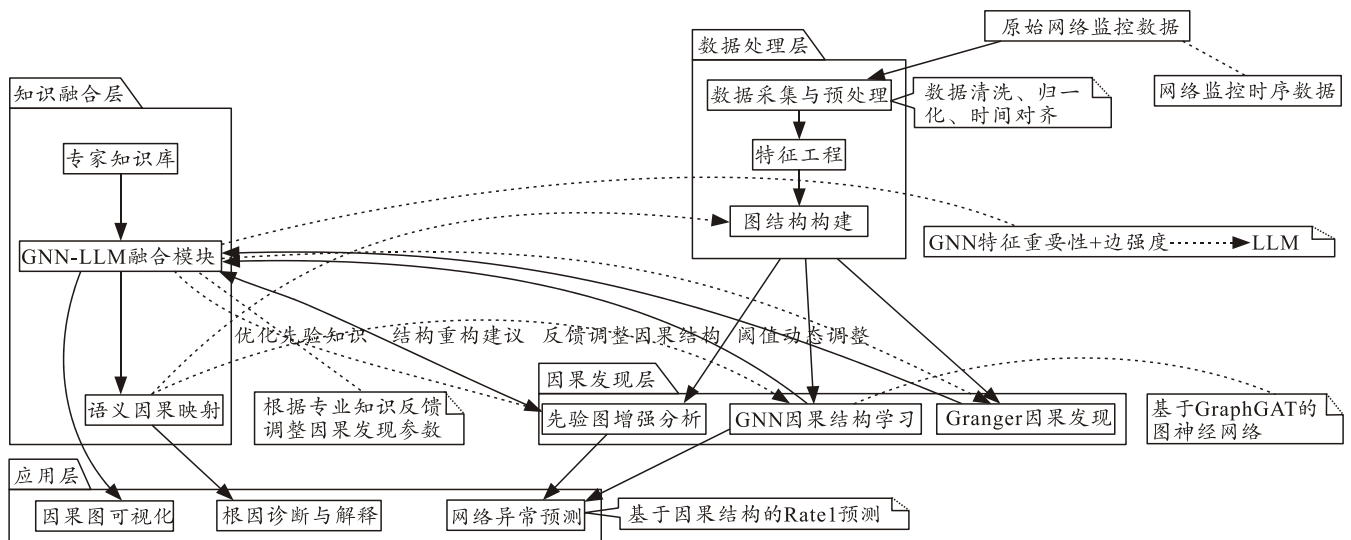 原始网络监控数据
数据处理层
知识融合层
数据采集与预处理
数据清洗、归一
化、时间对齐
网络监控时序数据
专家知识库
特征工程
图结构构建
GNN-LLM融合模块
GNN特征重要性+边强度
LLM
优化先验知识
结构重构建议
反馈调整因果结构
阈值动态调整
因果发现层
语义因果映射
根据专业知识反馈
调整因果发现参数
先验图增强分析
GNN因果结构学习
Granger因果发现
基于GraphGAT的
图神经网络
应用层
因果图可视化
根因诊断与解释
网络异常预测
基于因果结构的Rate1预测